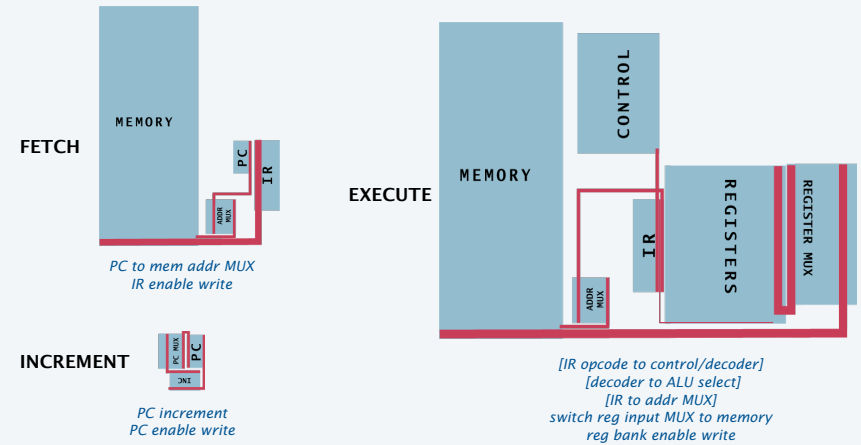 FETCH
MEMORY
PC
IR
ADDR
MUX
PC to mem addr MUX
IR enable write
INCREMENT
PC MUX
PC
INC
PC increment
PC enable write
EXECUTE
MEMORY
CONTROL
IR
ADDR
MUX
REGISTERS
REGISTER MUX
[IR opcode to control/decoder]
[decoder to ALU select]
[IR to addr MUX]
switch reg input MUX to memory
reg bank enable write